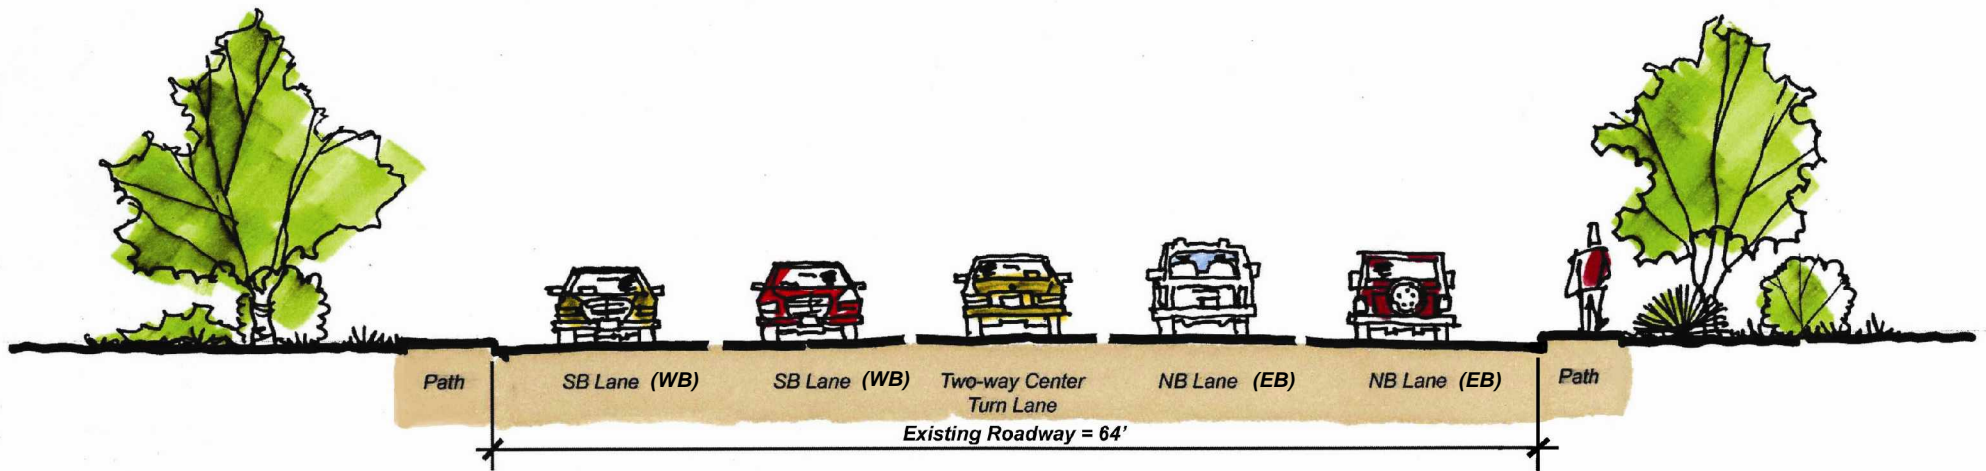 Path
SB Lane (WB)
SB Lane (WB)
Two-way Center
Turn Lane
NB Lane (EB)
NB Lane (EB)
Path
Existing Roadway = 64'